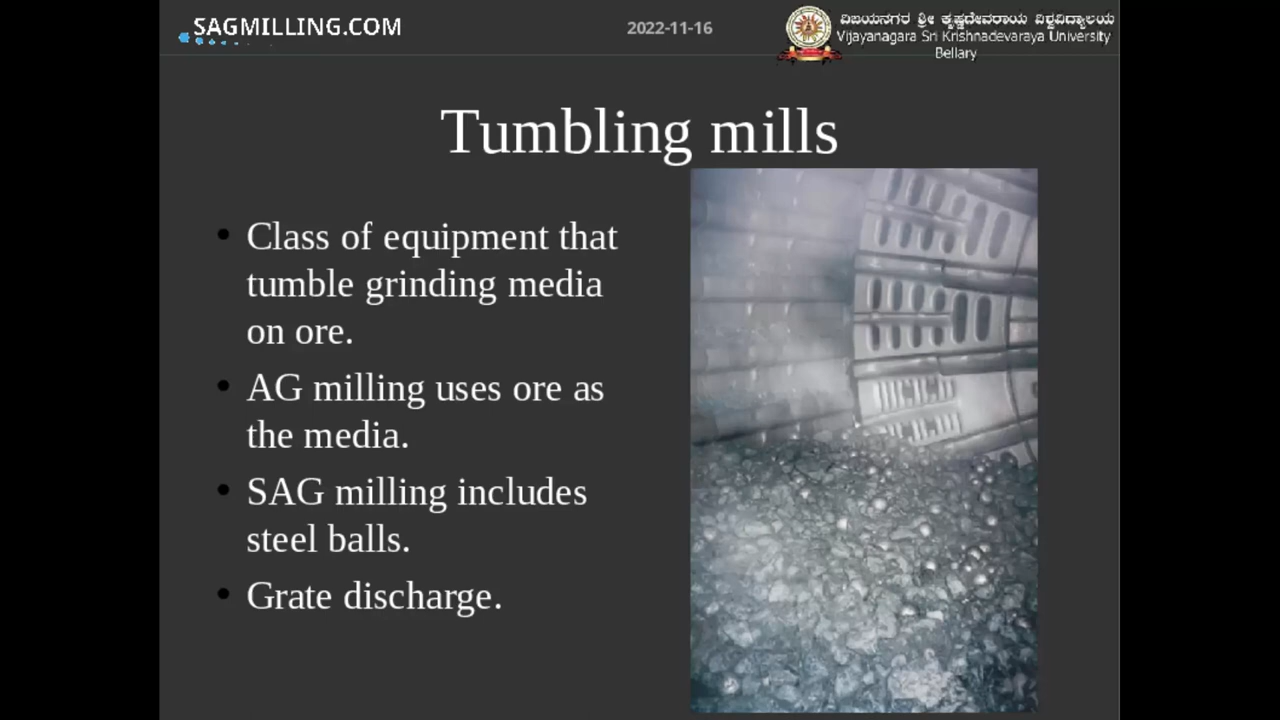 SAGMILLING.COM
2022-11-16
ವಿಜಯನಗರ ಶ್ರೀ ಕೃಷ್ಣದೇವರಾಯ ವಿಶ್ವವಿದ್ಯಾಲಯ
Vijayanagara Sri Krishnadevaraya University
Bellary
Tumbling mills
• Class of equipment that
tumble grinding media
on ore.
• AG milling uses ore as
the media.
• SAG milling includes
steel balls.
• Grate discharge.